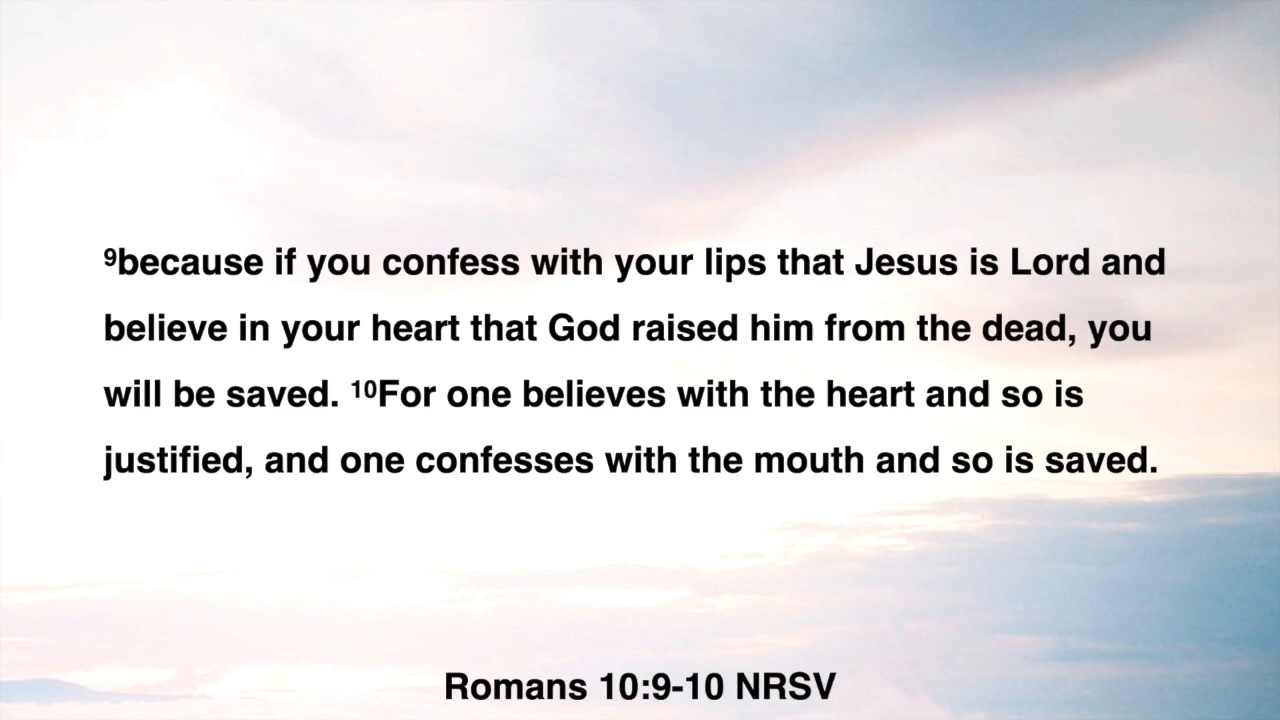 ⁹because if you confess with your lips that Jesus is Lord and
believe in your heart that God raised him from the dead, you
will be saved. ¹⁰For one believes with the heart and so is
justified, and one confesses with the mouth and so is saved.
Romans 10:9-10 NRSV